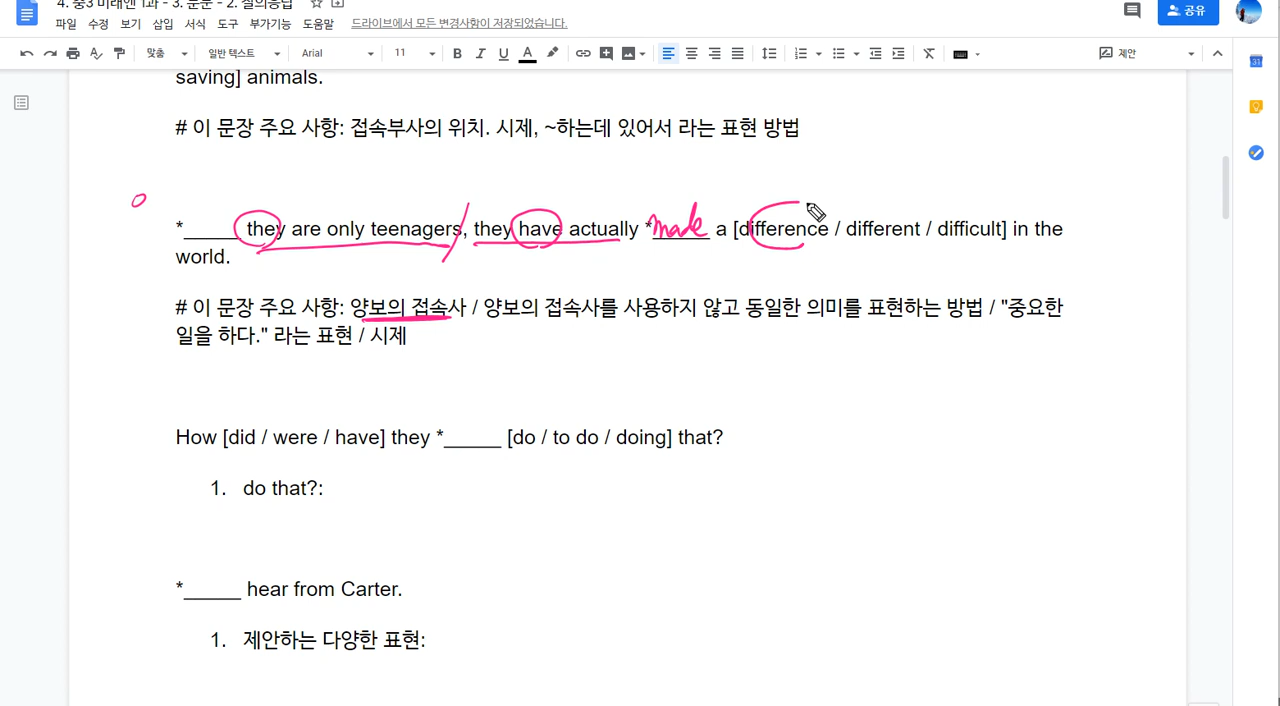 4. 중3 미래엔 1과 - 3. 본문 - 2. 질의응답
파일 수정 보기 삽입 서식 도구 부가기능 도움말 드라이브에서 모든 변경사항이 저장되었습니다.
공유
맞춤 일반 텍스트 Arial 11 B I U A 제안
31
saving] animals.
# 이 문장 주요 사항: 접속부사의 위치. 시제, ~하는데 있어서 라는 표현 방법
*_____ they are only teenagers, they have actually *made a [difference / different / difficult] in the
world.
# 이 문장 주요 사항: 양보의 접속사 / 양보의 접속사를 사용하지 않고 동일한 의미를 표현하는 방법 / "중요한
일을 하다." 라는 표현 / 시제
How [did / were / have] they *_____ [do / to do / doing] that?
1. do that?:
*_____ hear from Carter.
1. 제안하는 다양한 표현: